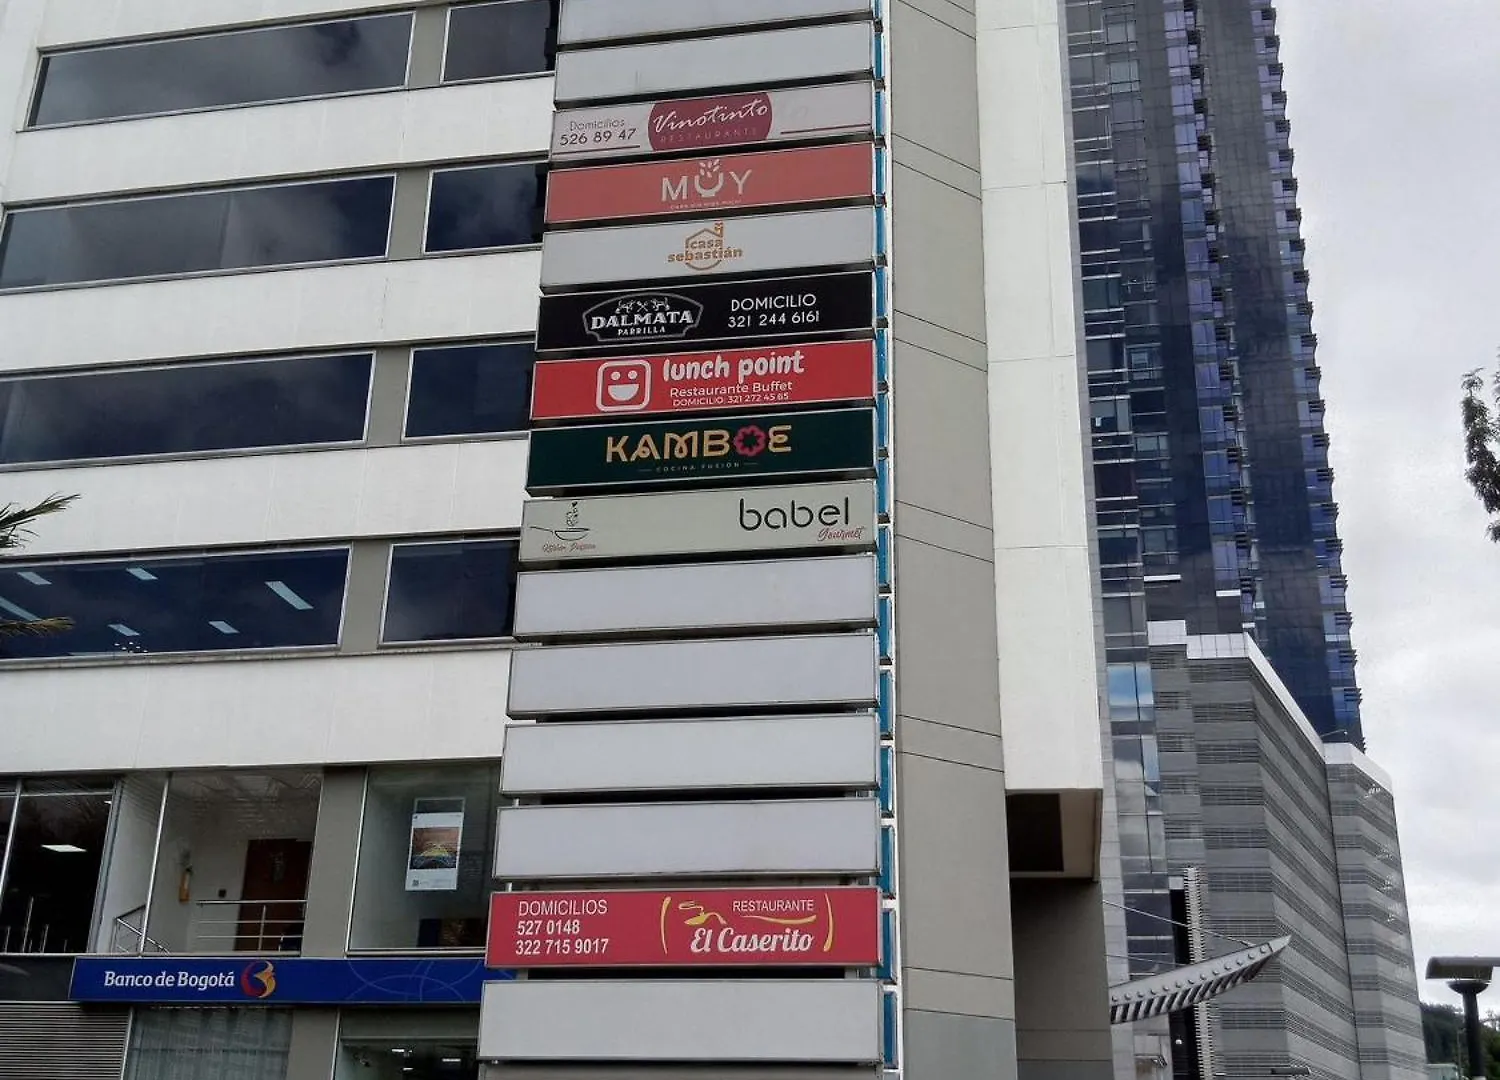 Domicilios
526 89 47
Vinotinto
RESTAURANTE
MUY
casa
sebastián
DALMATA
PARRILLA
DOMICILIO
321 244 6161
lunch point
Restaurante Buffet
DOMICILIO: 321 272 45 65
KAMBOE
COCINA FUSIÓN
babel
Gourmet
DOMICILIOS
527 0148
322 715 9017
RESTAURANTE
El Caserito
Banco de Bogotá